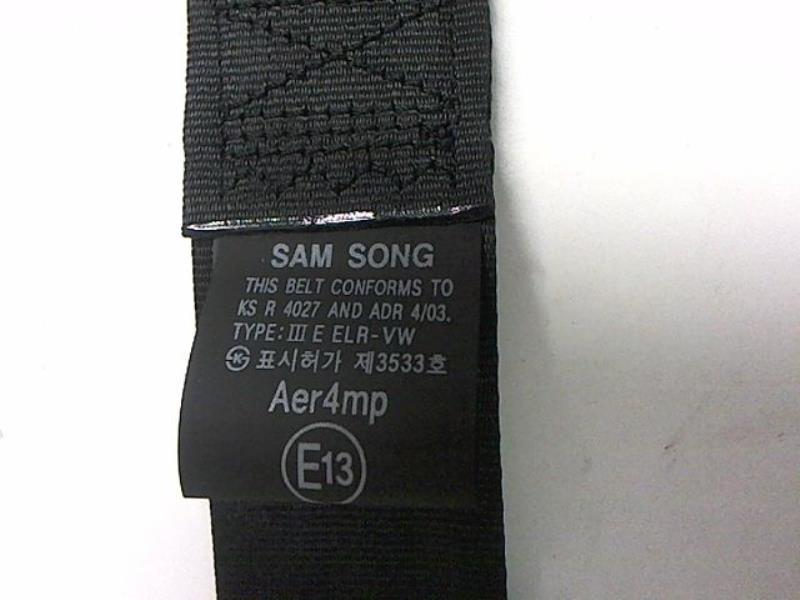 SAM SONG
THIS BELT CONFORMS TO
KS R 4027 AND ADR 4/03.
TYPE: III E ELR-VW
표시허가 제3533호
Aer4mp
E13